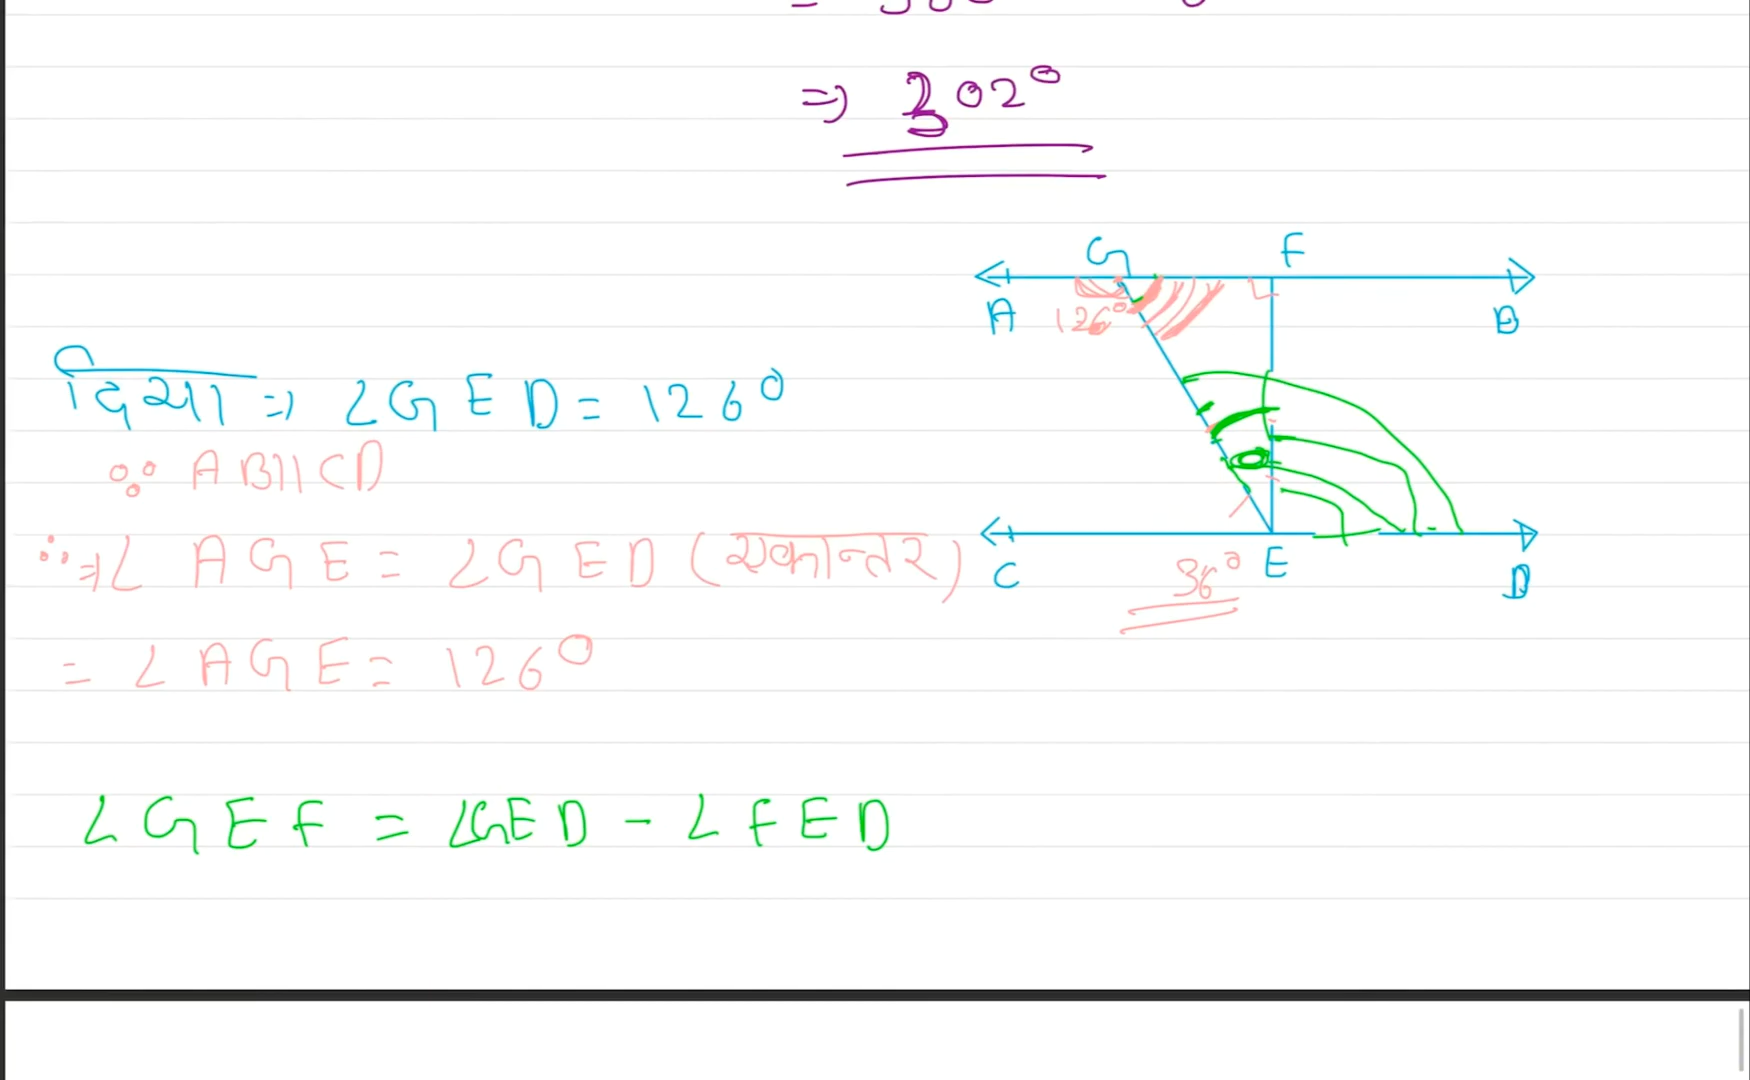 => 302°
G F
A 126° B
दिया => ∠GED = 126°
∵ AB||CD
∴ => ∠AGE = ∠GED (एकान्तर)
C 36° E D
= ∠AGE = 126°
∠GEF = ∠GED - ∠FED